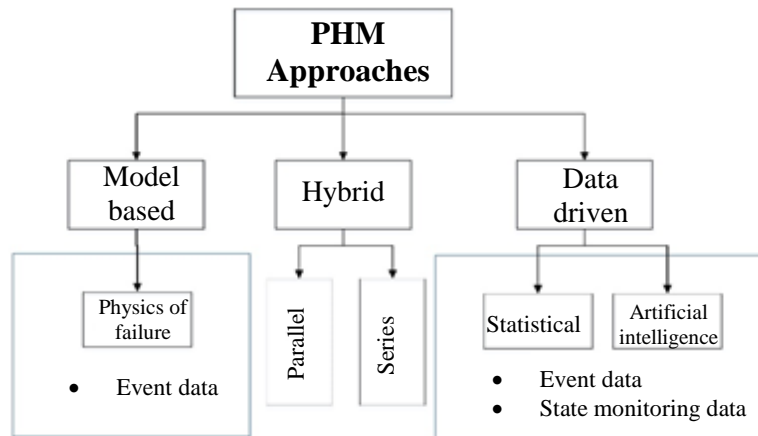 PHM
Approaches
Model
based
Hybrid
Data
driven
Physics of
failure
Parallel
Series
Statistical
Artificial
intelligence
• Event data
• Event data
• State monitoring data